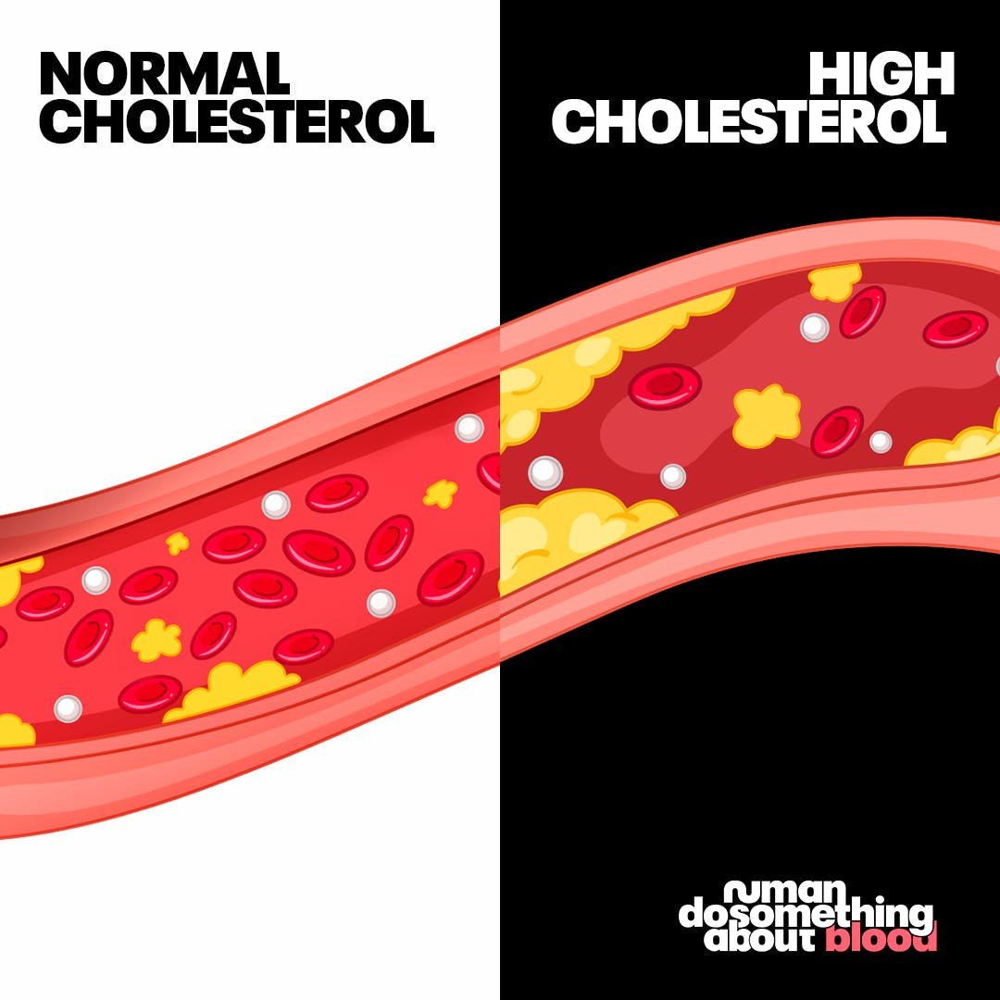 NORMAL
CHOLESTEROL
HIGH
CHOLESTEROL
numan
dosomething
about blood